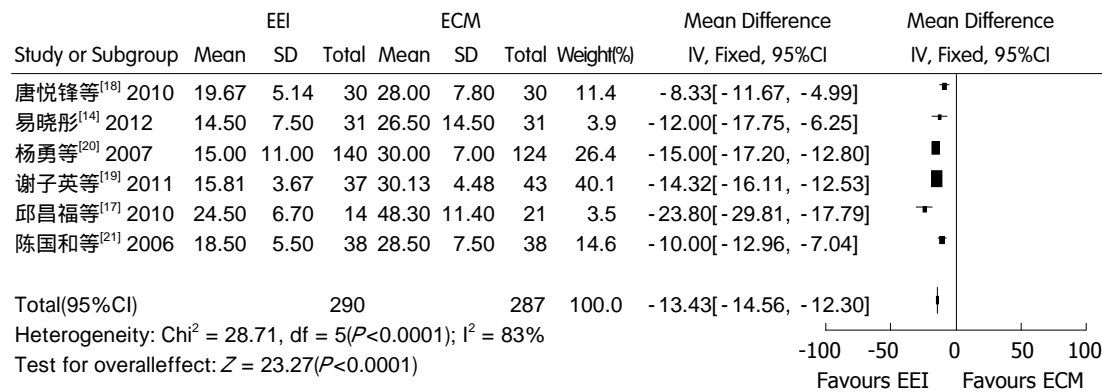 EEI ECM Mean Difference Mean Difference
Study or Subgroup Mean SD Total Mean SD Total Weight(%) IV, Fixed, 95%CI IV, Fixed, 95%CI
唐悦锋等[18] 2010 19.67 5.14 30 28.00 7.80 30 11.4 -8.33[-11.67, -4.99]
易晓彤[14] 2012 14.50 7.50 31 26.50 14.50 31 3.9 -12.00[-17.75, -6.25]
杨勇等[20] 2007 15.00 11.00 140 30.00 7.00 124 26.4 -15.00[-17.20, -12.80]
谢子英等[19] 2011 15.81 3.67 37 30.13 4.48 43 40.1 -14.32[-16.11, -12.53]
邱昌福等[17] 2010 24.50 6.70 14 48.30 11.40 21 3.5 -23.80[-29.81, -17.79]
陈国和等[21] 2006 18.50 5.50 38 28.50 7.50 38 14.6 -10.00[-12.96, -7.04]
Total(95%CI) 290 287 100.0 -13.43[-14.56, -12.30]
Heterogeneity: Chi² = 28.71, df = 5(P<0.0001); I² = 83%
Test for overalleffect: Z = 23.27(P<0.0001)
-100 -50 0 50 100
Favours EEI Favours ECM